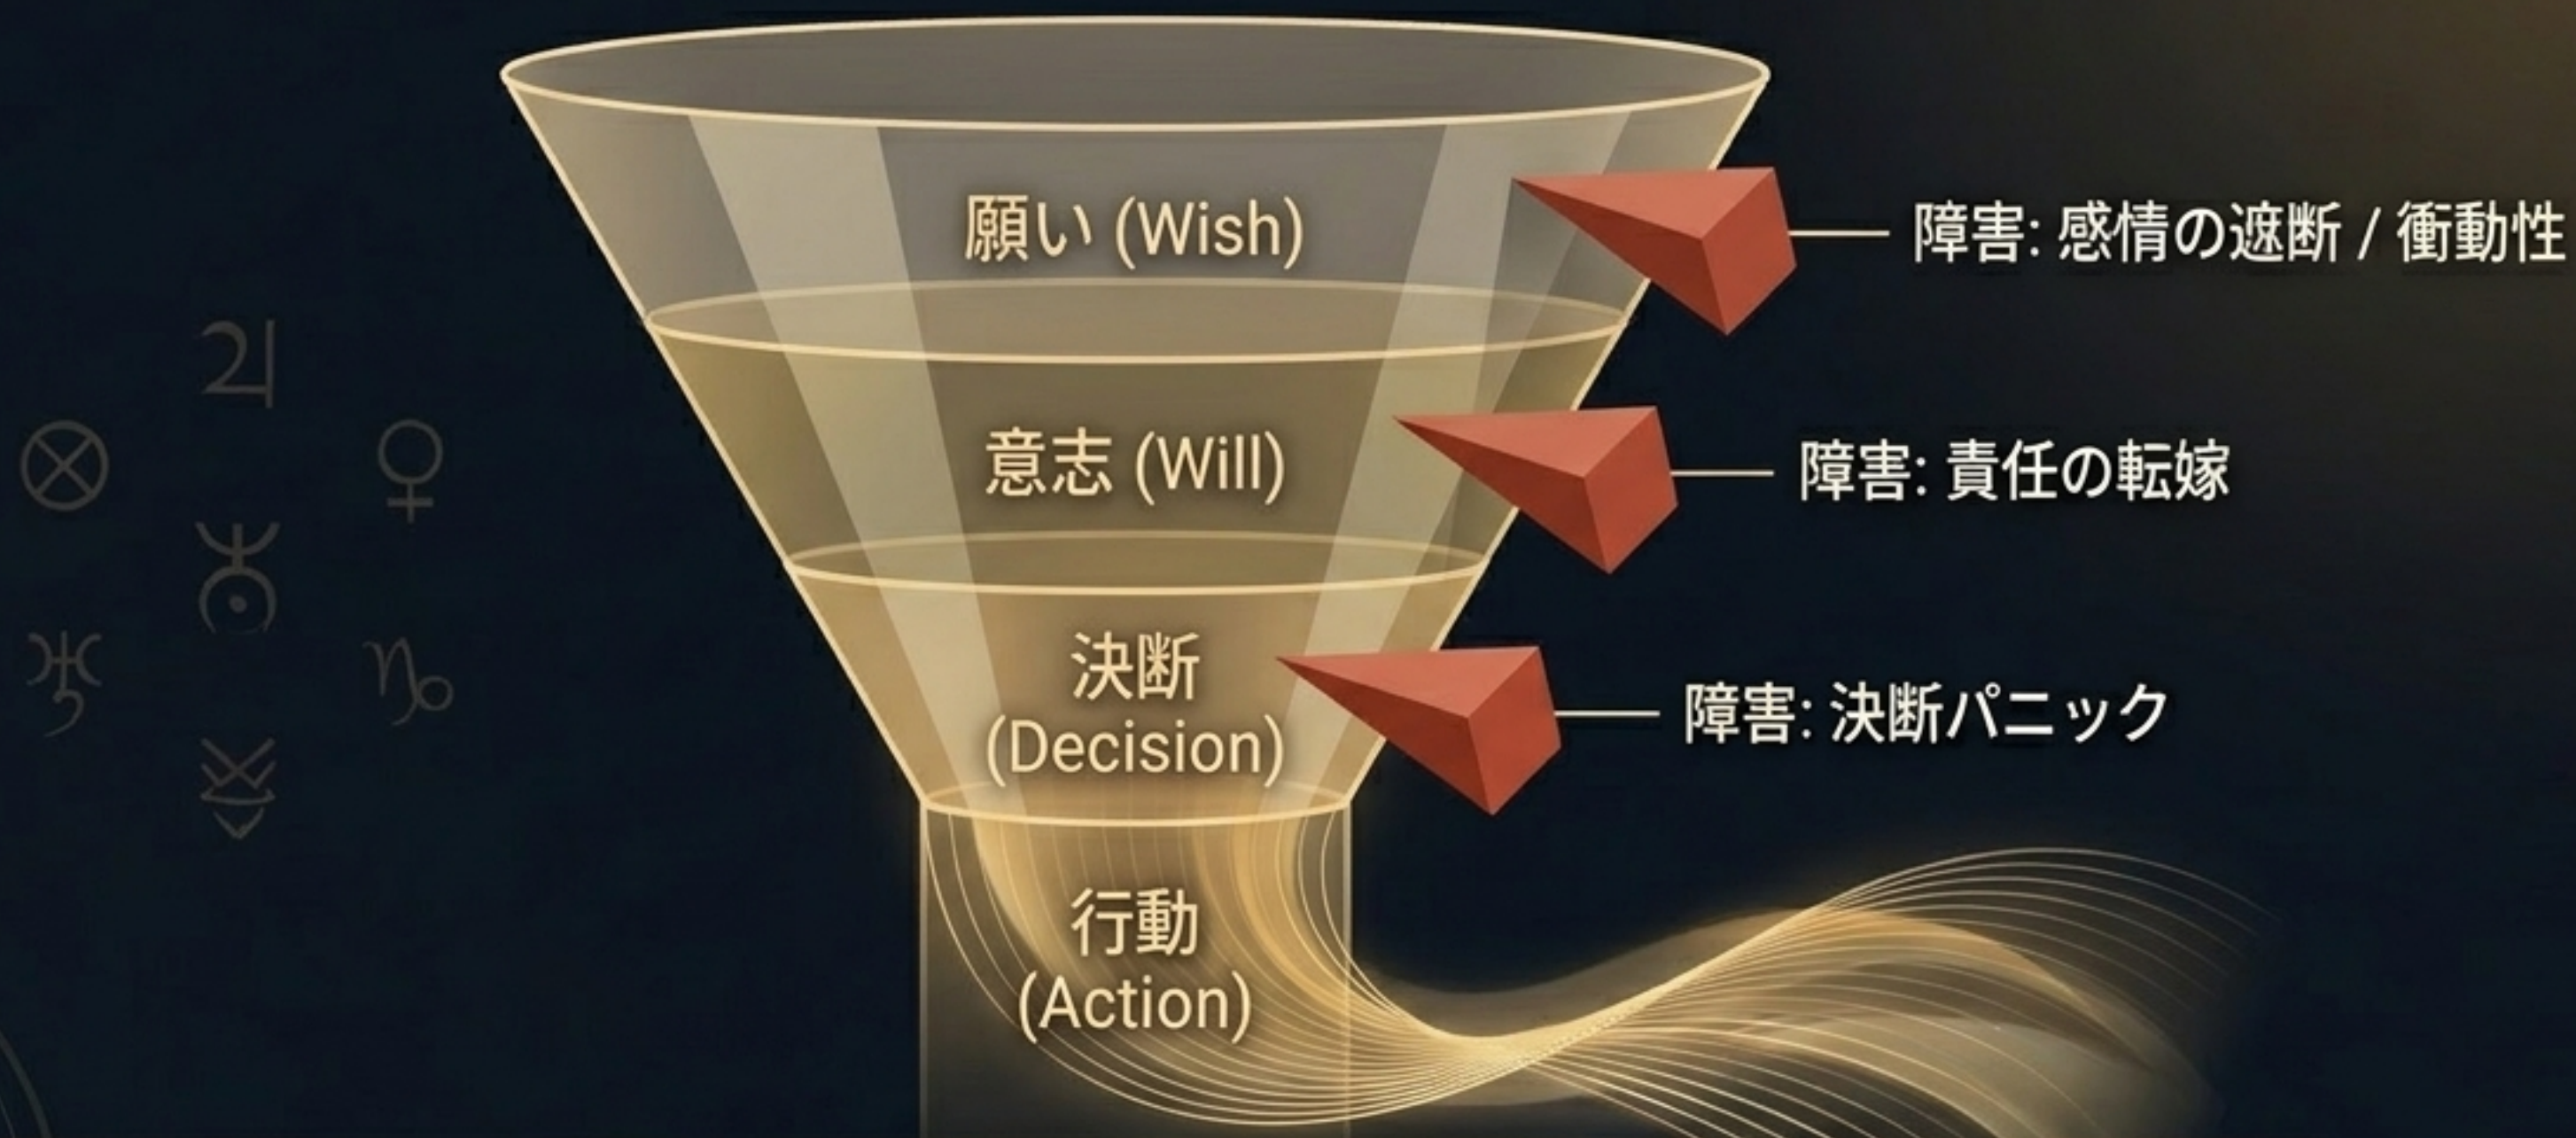 願い (Wish)
障害: 感情の遮断 / 衝動性
意志 (Will)
障害: 責任の転嫁
決断
(Decision)
障害: 決断パニック
行動
(Action)